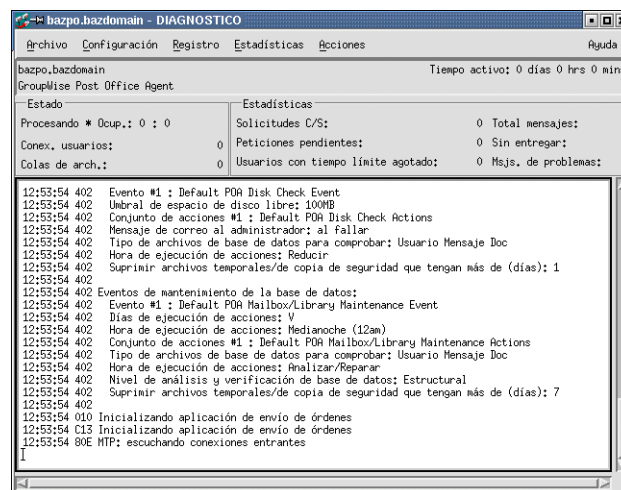 bazpo.bazdomain - DIAGNOSTICO
Archivo Configuración Registro Estadísticas Acciones Ayuda
bazpo.bazdomain Tiempo activo: 0 días 0 hrs 0 min
GroupWise Post Office Agent
Estado Estadísticas
Procesando * Ocup.: 0 : 0 Solicitudes C/S: 0 Total mensajes:
Conex. usuarios: 0 Peticiones pendientes: 0 Sin entregar:
Colas de arch.: 0 Usuarios con tiempo límite agotado: 0 Msjs. de problemas:
12:53:54 402 Evento #1 : Default POA Disk Check Event
12:53:54 402 Umbral de espacio de disco libre: 100MB
12:53:54 402 Conjunto de acciones #1 : Default POA Disk Check Actions
12:53:54 402 Mensaje de correo al administrador: al fallar
12:53:54 402 Tipo de archivos de base de datos para comprobar: Usuario Mensaje Doc
12:53:54 402 Hora de ejecución de acciones: Reducir
12:53:54 402 Suprimir archivos temporales/de copia de seguridad que tengan más de (días): 1
12:53:54 402
12:53:54 402 Eventos de mantenimiento de la base de datos:
12:53:54 402 Evento #1 : Default POA Mailbox/Library Maintenance Event
12:53:54 402 Días de ejecución de acciones: V
12:53:54 402 Hora de ejecución de acciones: Medianoche (12am)
12:53:54 402 Conjunto de acciones #1 : Default POA Mailbox/Library Maintenance Actions
12:53:54 402 Tipo de archivos de base de datos para comprobar: Usuario Mensaje Doc
12:53:54 402 Hora de ejecución de acciones: Analizar/Reparar
12:53:54 402 Nivel de análisis y verificación de base de datos: Estructural
12:53:54 402 Suprimir archivos temporales/de copia de seguridad que tengan más de (días): 7
12:53:54 402
12:53:54 010 Inicializando aplicación de envío de órdenes
12:53:54 C13 Inicializando aplicación de envío de órdenes
12:53:54 80E MTP: escuchando conexiones entrantes